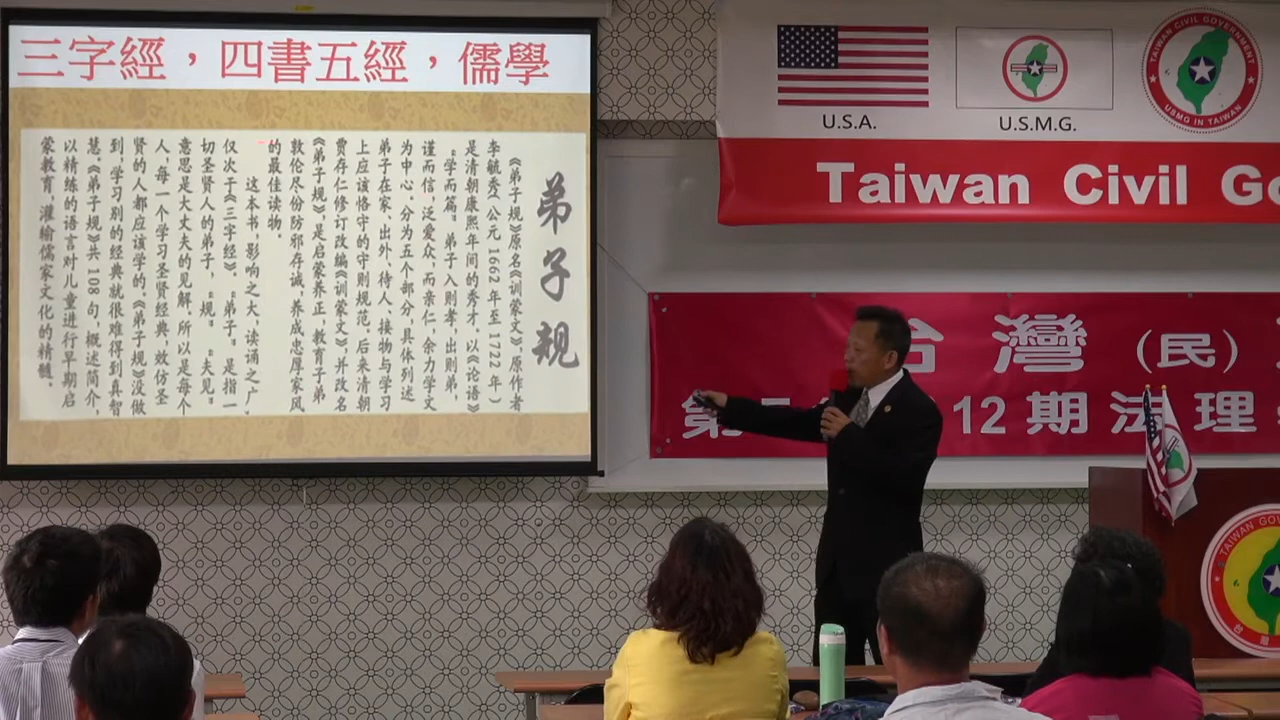 三字經，四書五經，儒學
弟子规
《弟子规》原名《训蒙文》，原作者
李毓秀（公元1662年至1722年）
是清朝康熙年间的秀才。以《论语》
“学而篇。弟子入则孝，出则弟，
谨而信，泛爱众，而亲仁，余力学文
为中心。分为五个部分，具体列述
弟子在家、出外、待人、接物与学习
上应该恪守的守则规范。后来清朝
贾存仁修订改编《训蒙文》，并改名
《弟子规》，是启蒙养正，教育子弟
敦伦尽份防邪存诚，养成忠厚家风
的最佳读物。
这本书，影响之大，读诵之广，
仅次于《三字经》。“弟子。是指一
切圣贤人的弟子，“规。“夫见。
意思是大丈夫的见解。所以是每个
人，每一个学习圣贤经典，效仿圣
贤的人都应该学的。《弟子规》没做
到，学习别的经典就很难得到真智
慧。《弟子规》共108句，概述简介，
以精练的语言对儿童进行早期启
蒙教育，灌输儒家文化的精髓。
U.S.A.
U.S.M.G.
TAIWAN CIVIL GOVERNMENT
USMG IN TAIWAN
Taiwan Civil Go
台灣（民）
第 12期法理
TAIWAN GOV